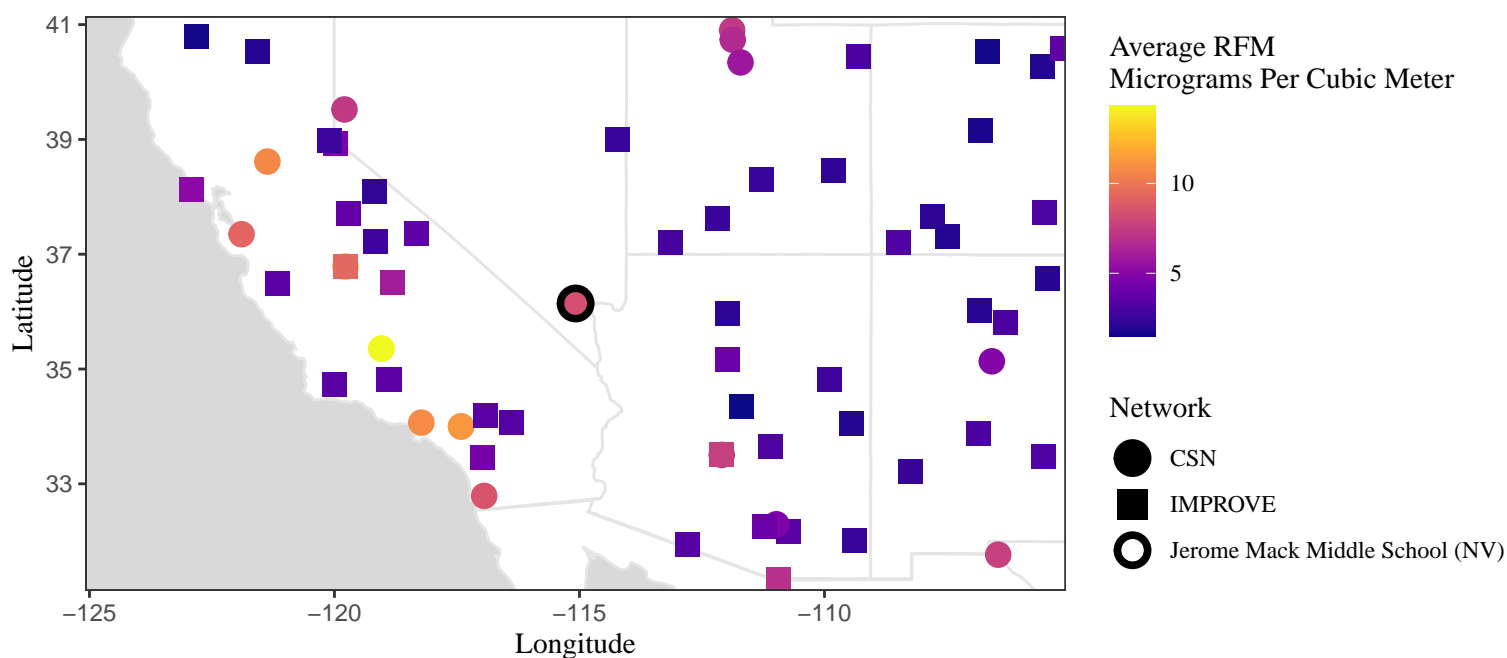 41
39
37
35
33
Latitude
−125
−120
−115
−110
Longitude
Average RFM
Micrograms Per Cubic Meter
10
5
Network
CSN
IMPROVE
Jerome Mack Middle School (NV)